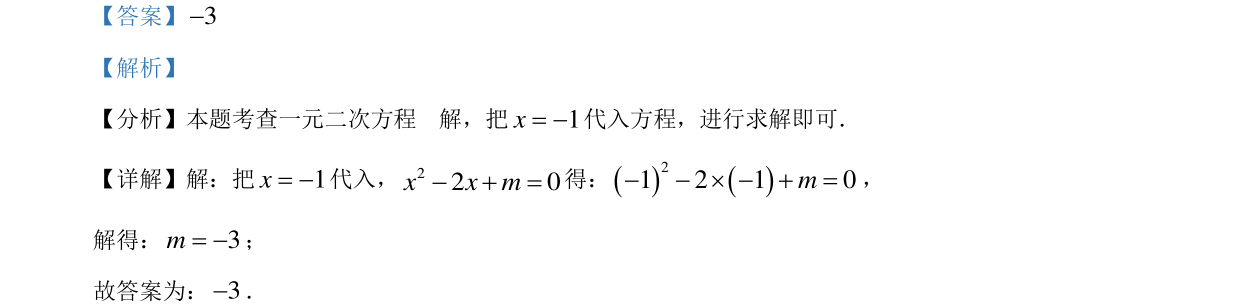 【答案】-3
【解析】
【分析】本题考查一元二次方程 解，把 x = -1 代入方程，进行求解即可．
【详解】解：把 x = -1 代入， x² - 2x + m = 0 得：(-1)² - 2×(-1) + m = 0，
解得：m = -3；
故答案为：-3．